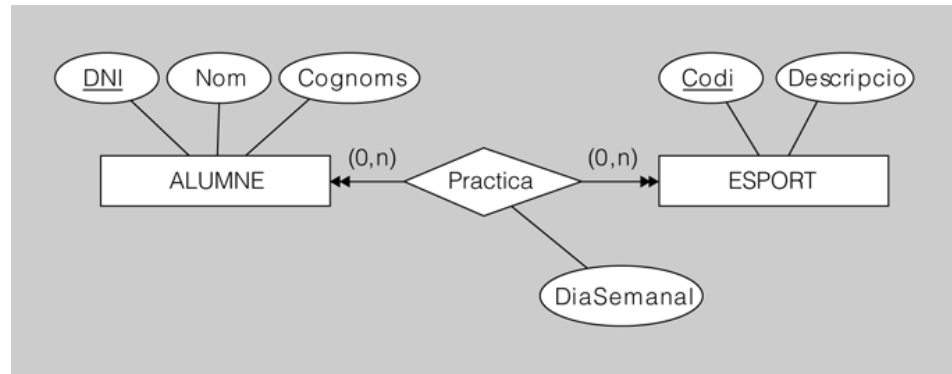 DNI
Nom
Cognoms
Codi
Descripcio
ALUMNE
(0,n)
Practica
(0,n)
ESPORT
DiaSemanal